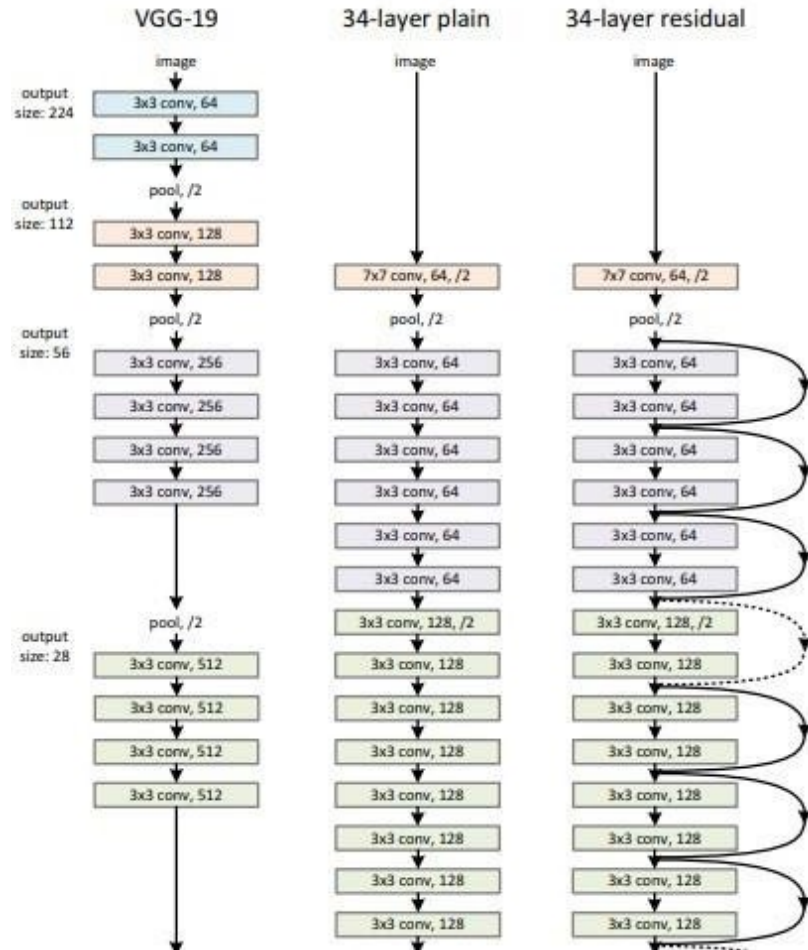 VGG-19
34-layer plain
34-layer residual
image
image
image
output
size: 224
3x3 conv, 64
3x3 conv, 64
pool, /2
output
size: 112
3x3 conv, 128
3x3 conv, 128
7x7 conv, 64, /2
7x7 conv, 64, /2
pool, /2
pool, /2
pool, /2
output
size: 56
3x3 conv, 256
3x3 conv, 64
3x3 conv, 64
3x3 conv, 256
3x3 conv, 64
3x3 conv, 64
3x3 conv, 256
3x3 conv, 64
3x3 conv, 64
3x3 conv, 256
3x3 conv, 64
3x3 conv, 64
3x3 conv, 64
3x3 conv, 64
3x3 conv, 64
3x3 conv, 64
pool, /2
3x3 conv, 128, /2
3x3 conv, 128, /2
output
size: 28
3x3 conv, 512
3x3 conv, 128
3x3 conv, 128
3x3 conv, 512
3x3 conv, 128
3x3 conv, 128
3x3 conv, 512
3x3 conv, 128
3x3 conv, 128
3x3 conv, 512
3x3 conv, 128
3x3 conv, 128
3x3 conv, 128
3x3 conv, 128
3x3 conv, 128
3x3 conv, 128
3x3 conv, 128
3x3 conv, 128